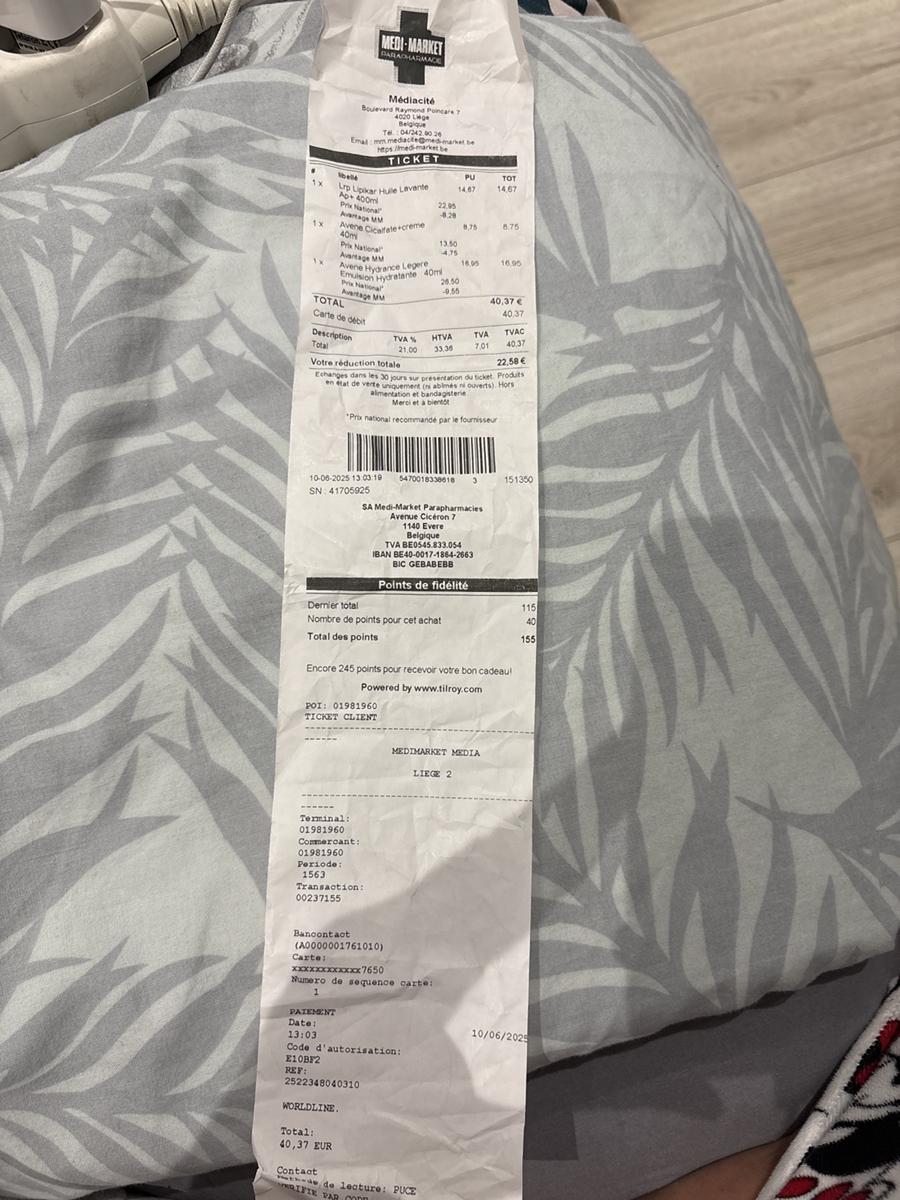 MEDI-MARKET
PARAPHARMACIE
Médiacité
Boulevard Raymond Poincaré 7
4020 Liège
Belgique
Tél. : 04/242.90.26
Email : mm.mediacite@medi-market.be
https://medi-market.be
TICKET
# libellé PU TOT
1 x Lrp Lipikar Huile Lavante 14,67 14,67
Ap+ 400ml
Prix National* 22,95
Avantage MM -8,28
1 x Avene Cicalfate+creme 8,75 8,75
40ml
Prix National* 13,50
Avantage MM -4,75
1 x Avene Hydrance Legere 16,95 16,95
Emulsion Hydratante 40ml
Prix National* 26,50
Avantage MM -9,55
TOTAL 40,37 €
Carte de débit 40,37
Description TVA % HTVA TVA TVAC
Total 21,00 33,36 7,01 40,37
Votre réduction totale 22,58 €
Echanges dans les 30 jours sur présentation du ticket. Produits
en état de vente uniquement (ni abîmés ni ouverts). Hors
alimentation et bandagisterie
Merci et à bientôt
*Prix national recommandé par le fournisseur
10-06-2025 13:03:19 5470018338618 3 151350
SN : 41705925
SA Medi-Market Parapharmacies
Avenue Cicéron 7
1140 Evere
Belgique
TVA BE0545.833.054
IBAN BE40-0017-1864-2663
BIC GEBABEBB
Points de fidélité
Dernier total 115
Nombre de points pour cet achat 40
Total des points 155
Encore 245 points pour recevoir votre bon cadeau!
Powered by www.tilroy.com
POI: 01981960
TICKET CLIENT
--------------------------------
------
MEDIMARKET MEDIA
LIEGE 2
--------------------------------
------
Terminal:
01981960
Commercant:
01981960
Periode:
1563
Transaction:
00237155
Bancontact
(A0000001761010)
Carte:
xxxxxxxxxxxx7650
Numero de sequence carte:
1
PAIEMENT
Date: 10/06/2025
13:03
Code d'autorisation:
E10BF2
REF:
2522348040310
WORLDLINE.
Total:
40,37 EUR
Contact
Methode de lecture: PUCE
VERIFIE PAR CODE